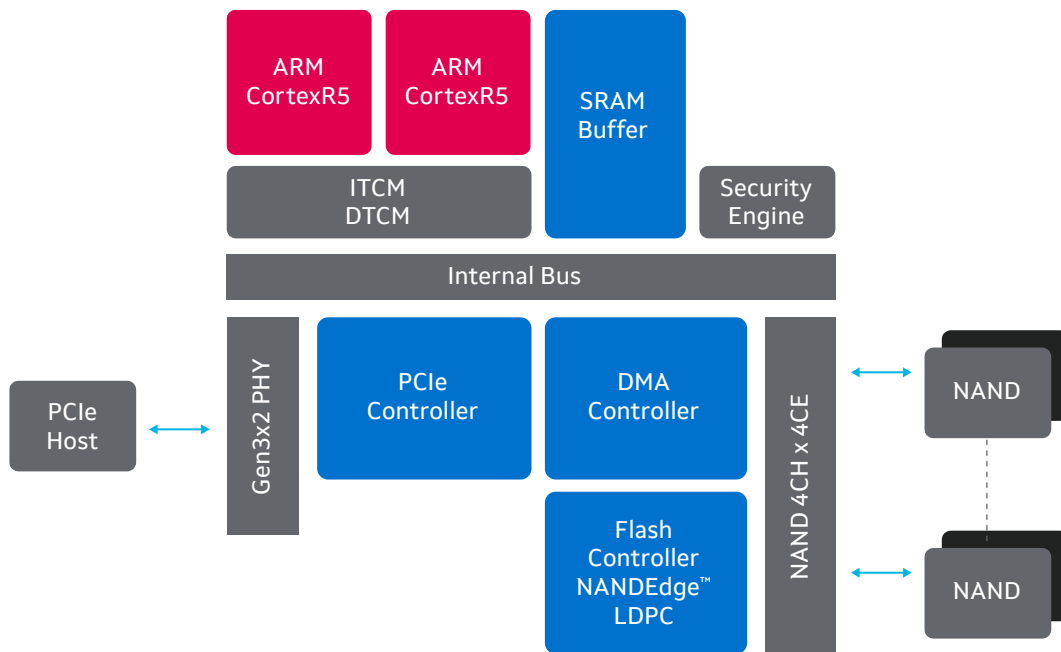 ARM
CortexR5
ARM
CortexR5
SRAM
Buffer
ITCM
DTCM
Security
Engine
Internal Bus
PCIe
Host
Gen3x2 PHY
PCIe
Controller
DMA
Controller
Flash
Controller
NANDEdge™
LDPC
NAND 4CH x 4CE
NAND
NAND